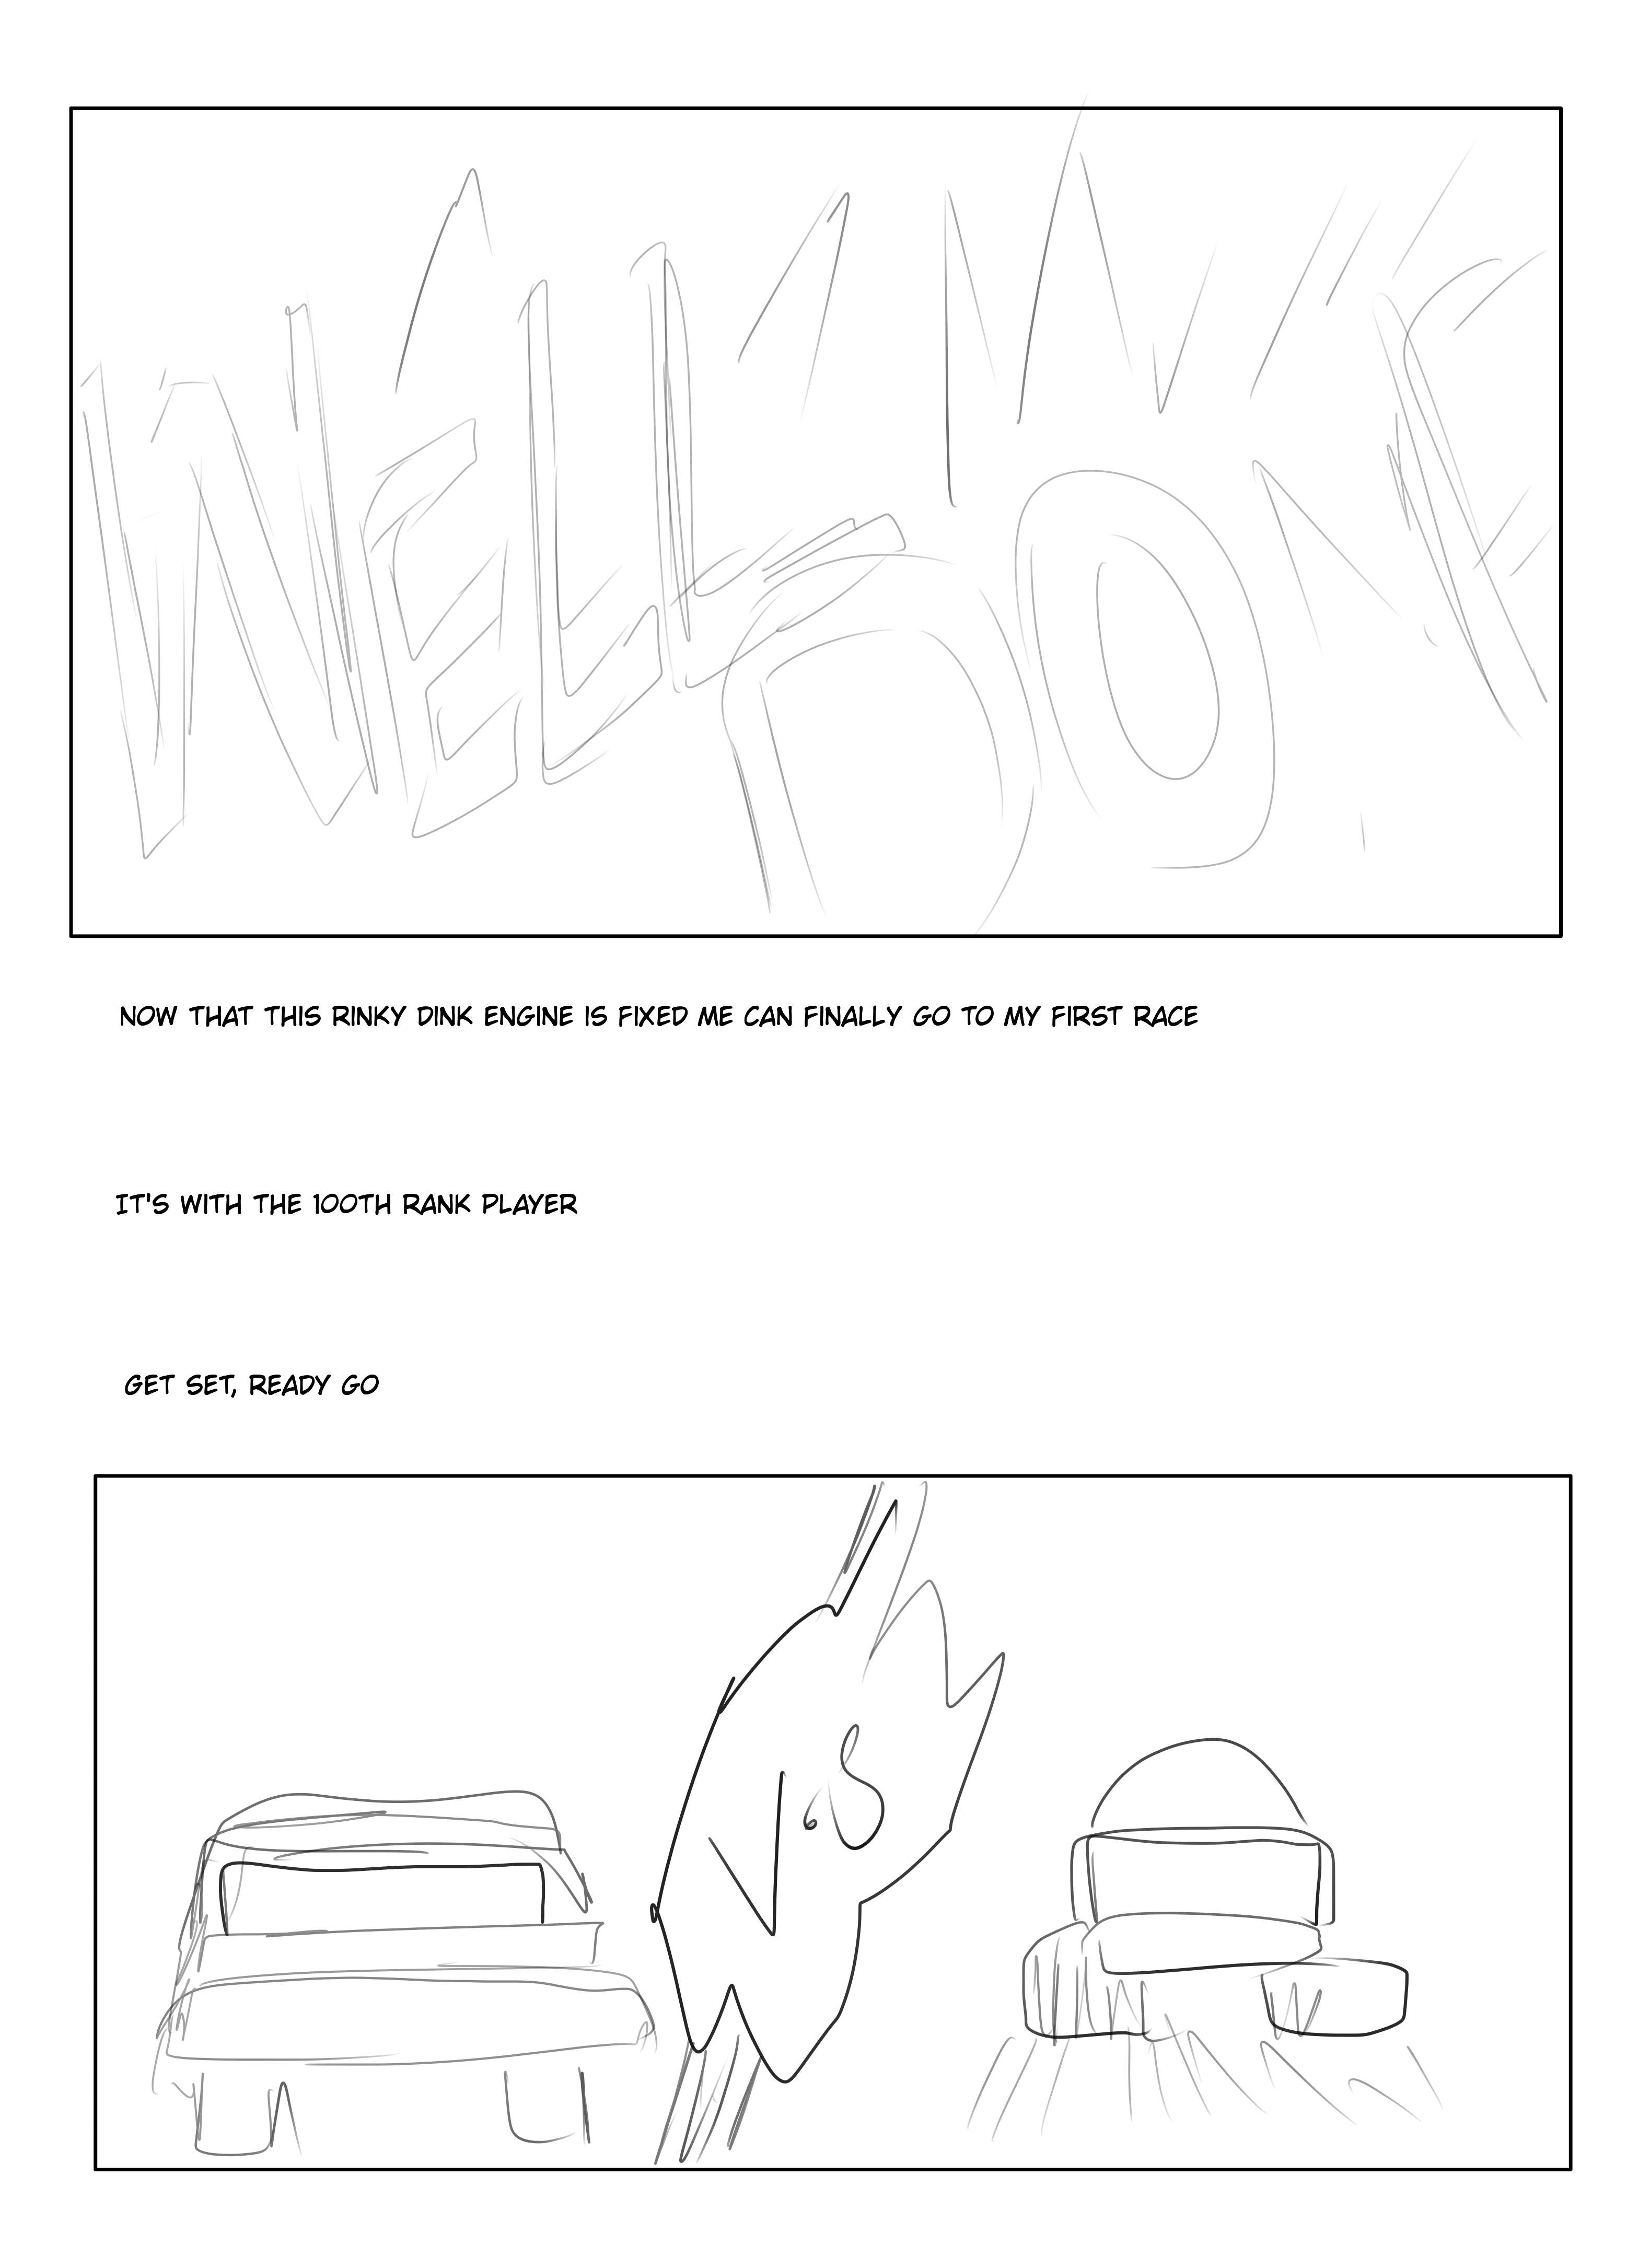 WELL DONE
NOW THAT THIS RINKY DINK ENGINE IS FIXED ME CAN FINALLY GO TO MY FIRST RACE
IT'S WITH THE 100TH RANK PLAYER
GET SET, READY GO
V.S